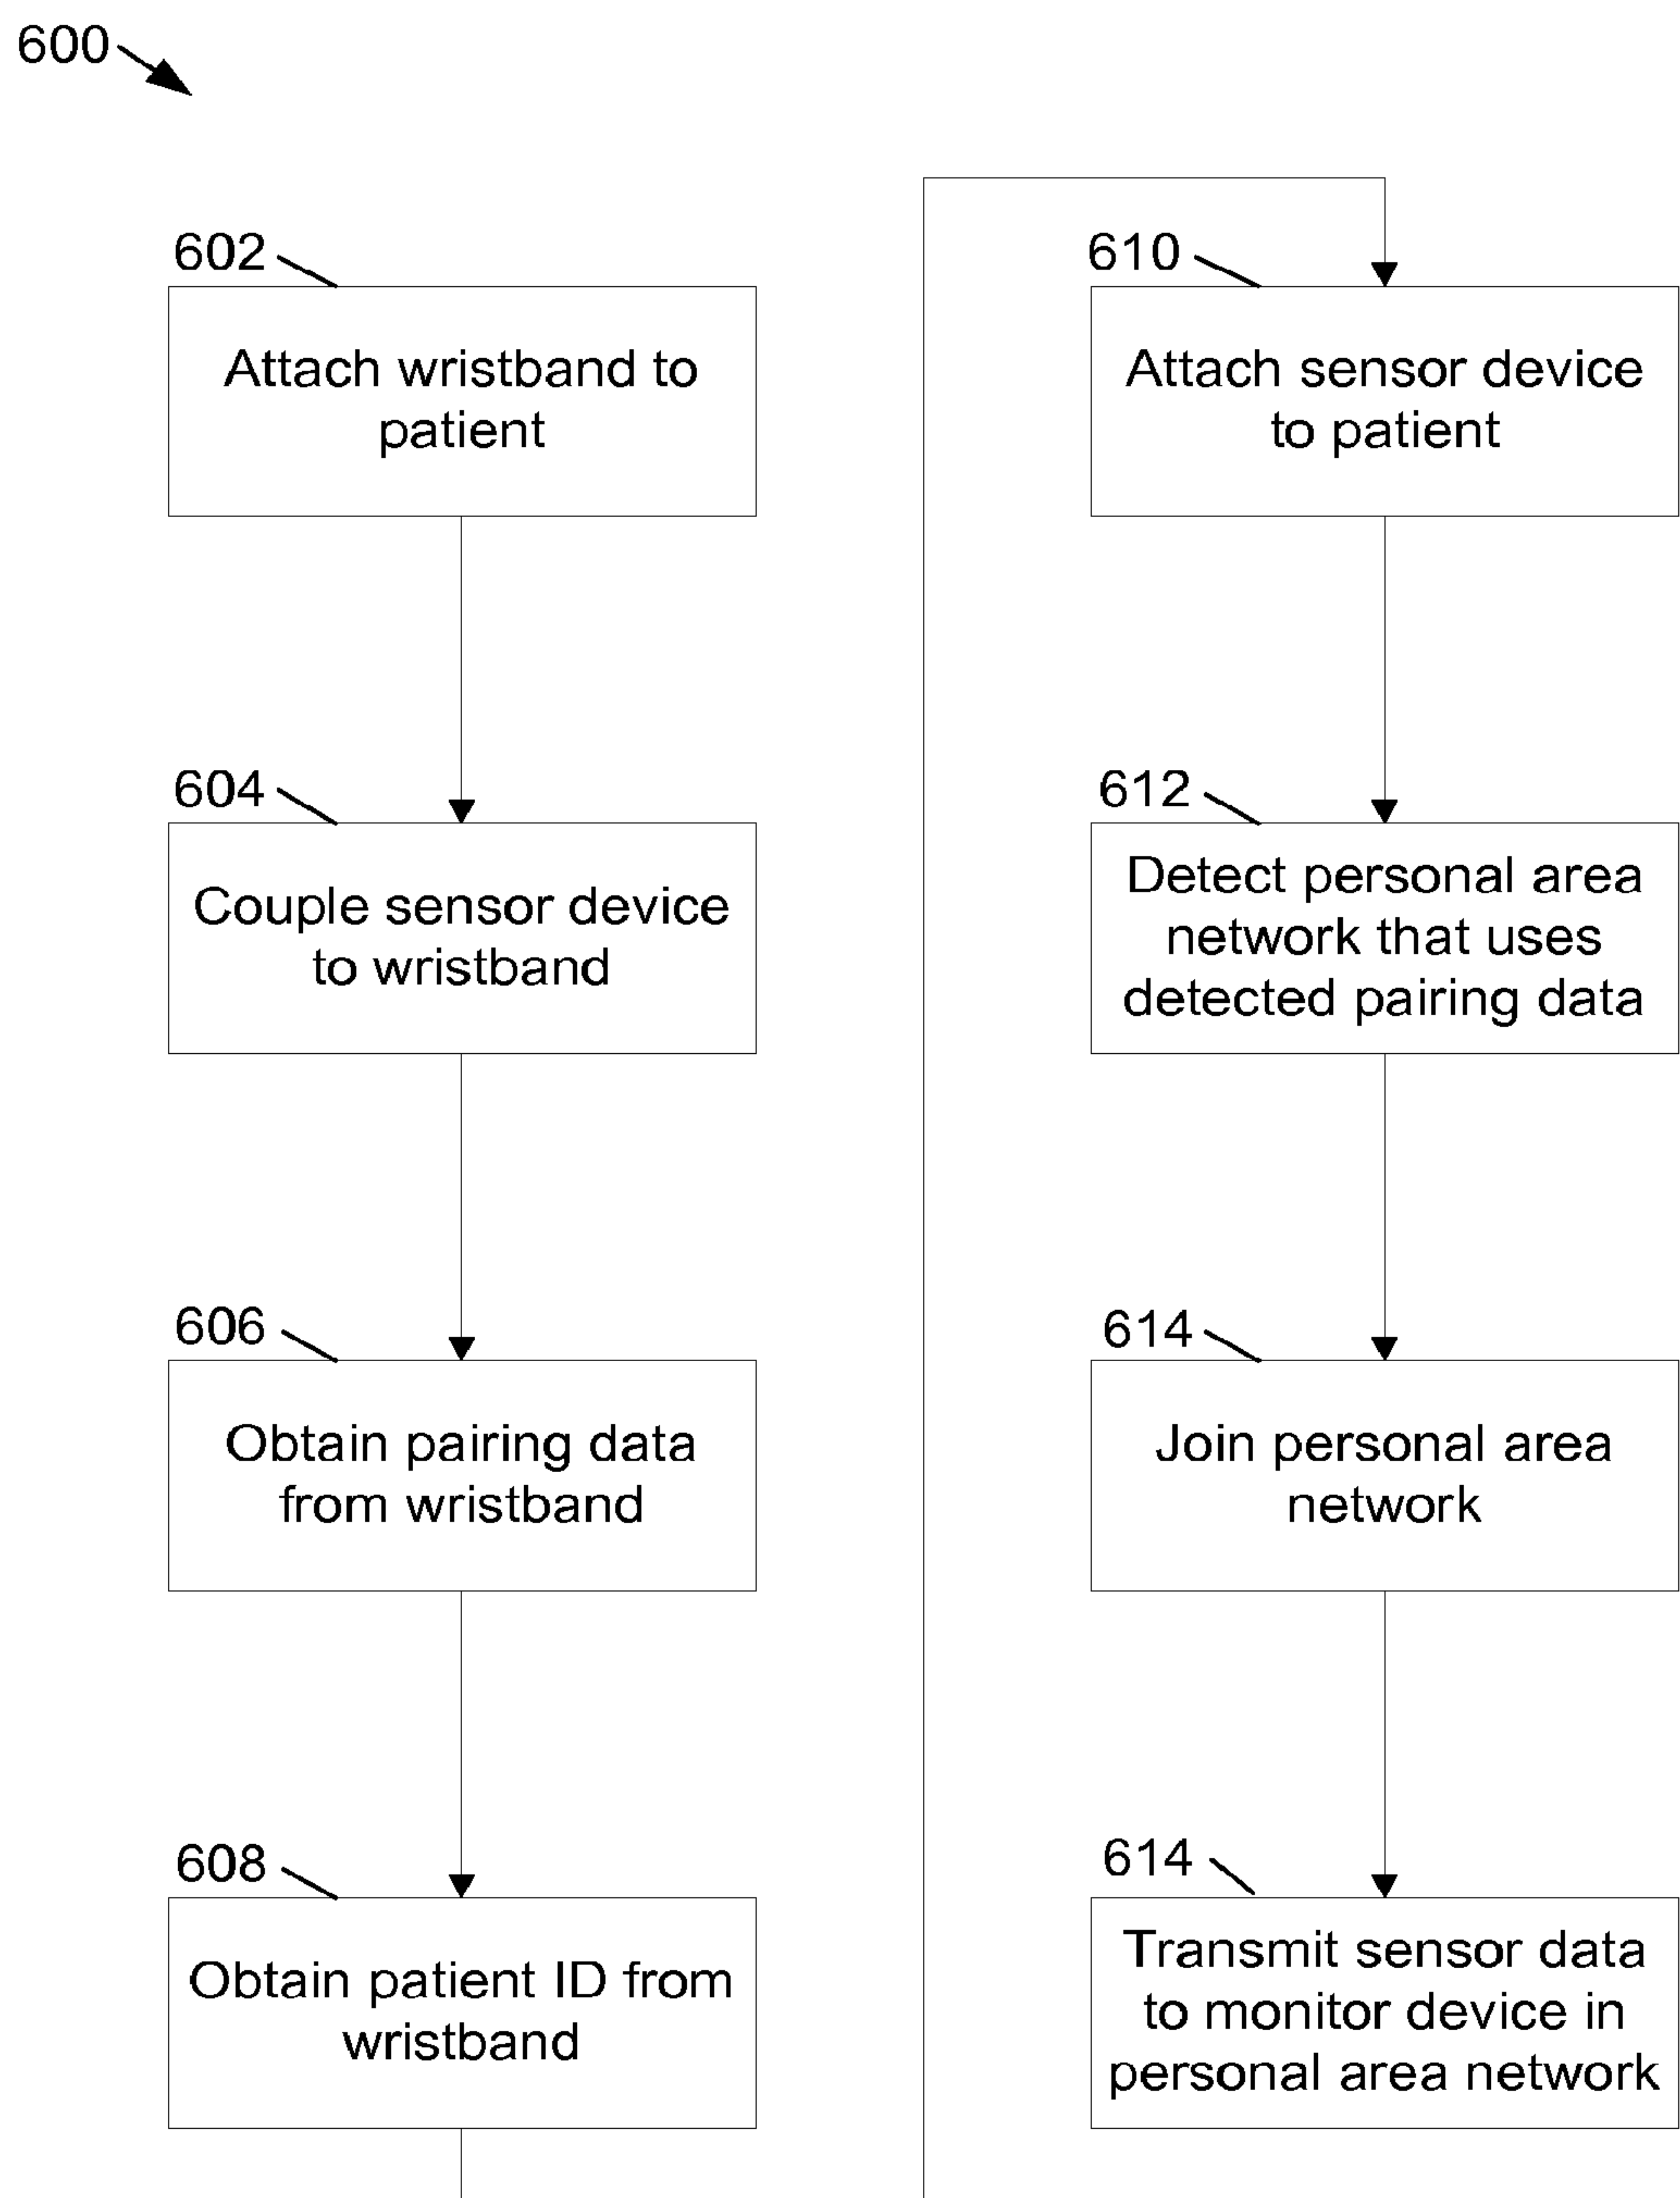 600
602
Attach wristband to
patient
604
Couple sensor device
to wristband
606
Obtain pairing data
from wristband
608
Obtain patient ID from
wristband
610
Attach sensor device
to patient
612
Detect personal area
network that uses
detected pairing data
614
Join personal area
network
614
Transmit sensor data
to monitor device in
personal area network